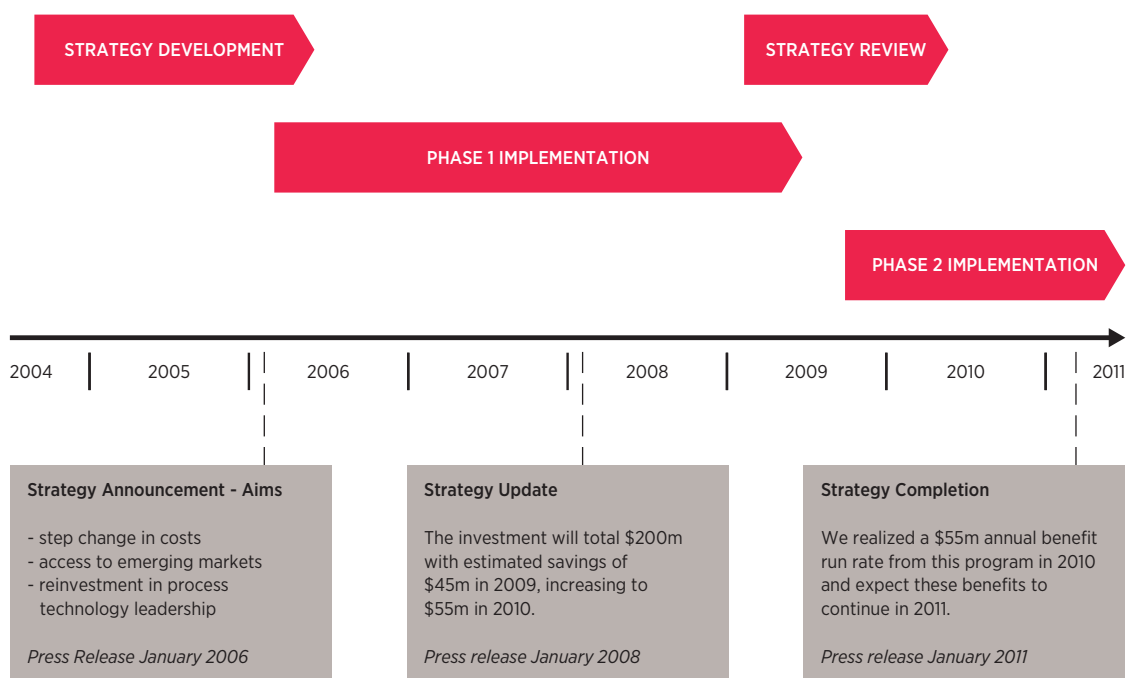 STRATEGY DEVELOPMENT
STRATEGY REVIEW
PHASE 1 IMPLEMENTATION
PHASE 2 IMPLEMENTATION
2004
2005
2006
2007
2008
2009
2010
2011
Strategy Announcement - Aims
- step change in costs
- access to emerging markets
- reinvestment in process
technology leadership
Press Release January 2006
Strategy Update
The investment will total $200m
with estimated savings of
$45m in 2009, increasing to
$55m in 2010.
Press release January 2008
Strategy Completion
We realized a $55m annual benefit
run rate from this program in 2010
and expect these benefits to
continue in 2011.
Press review January 2011